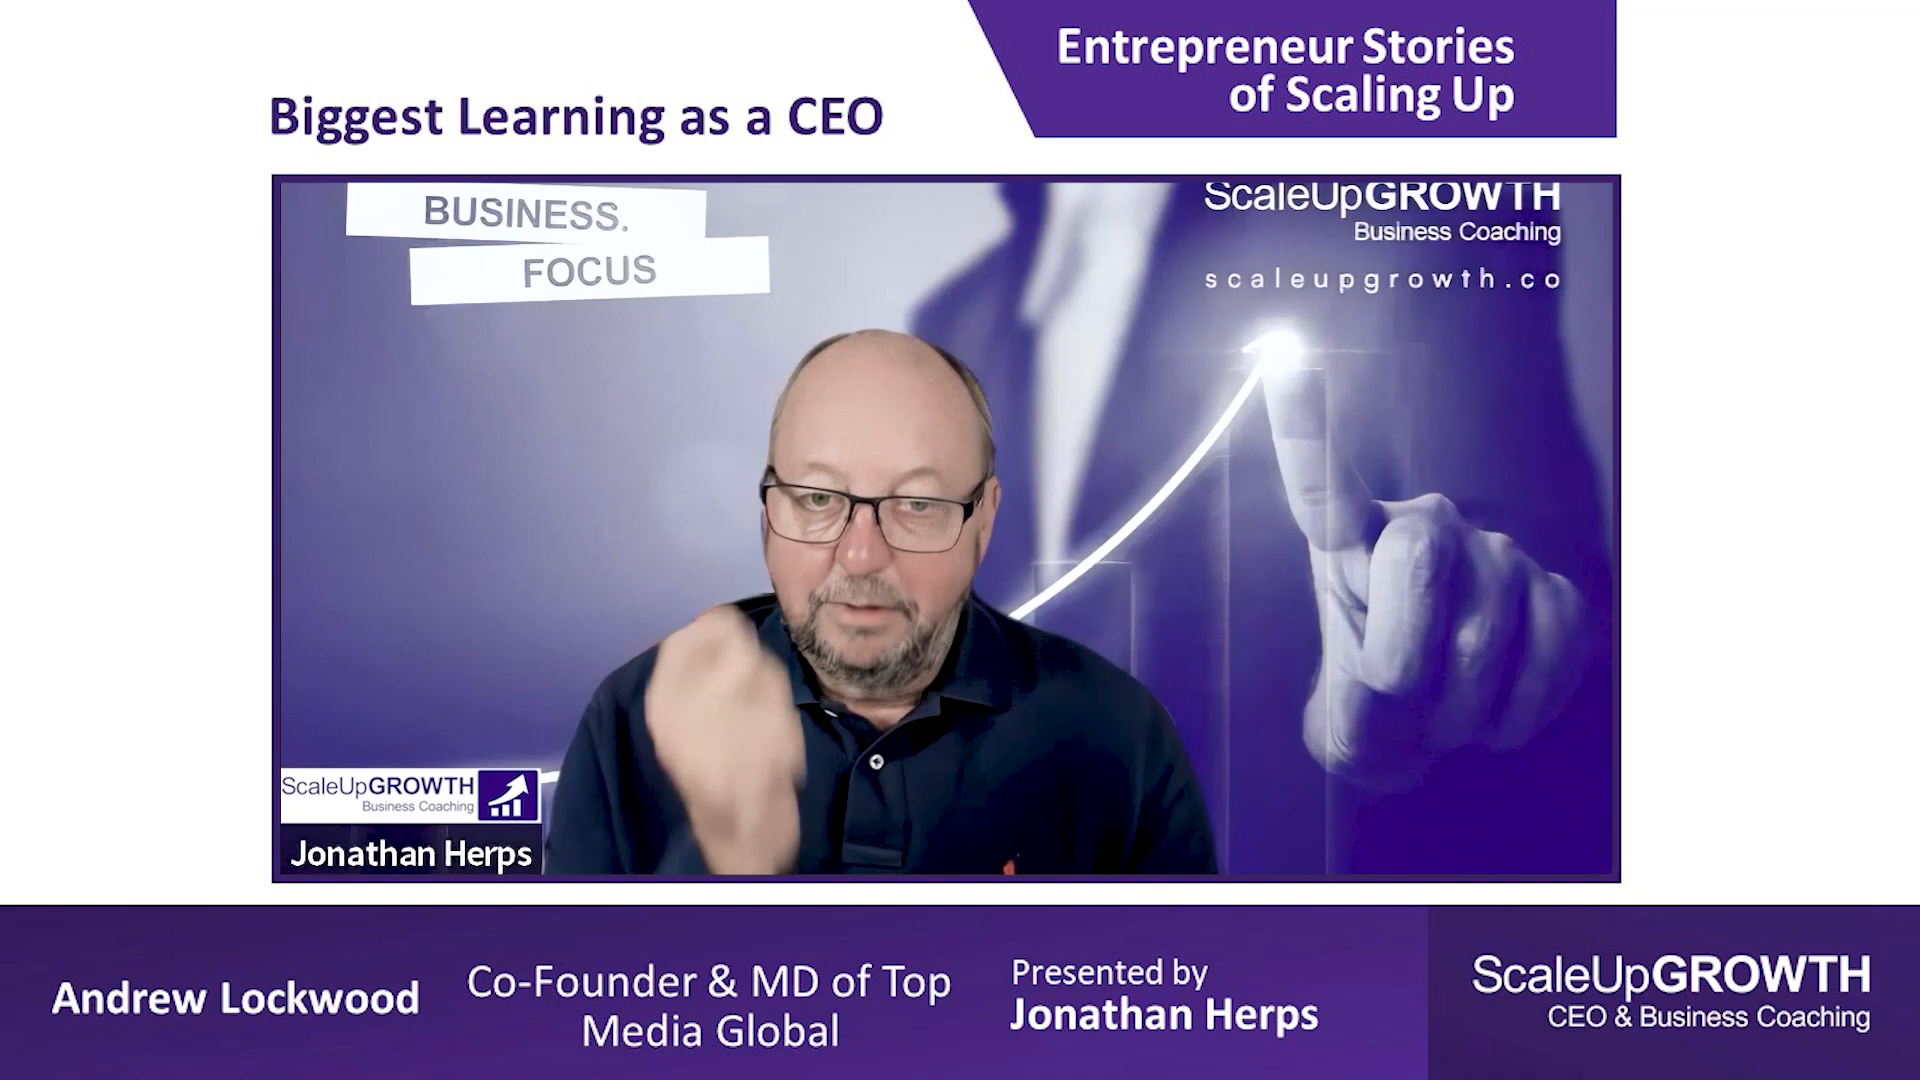 Entrepreneur Stories
of Scaling Up
Biggest Learning as a CEO
BUSINESS.
FOCUS
ScaleUpGROWTH
Business Coaching
scaleupgrowth.co
ScaleUpGROWTH
Business Coaching
Jonathan Herps
Andrew Lockwood
Co-Founder & MD of Top
Media Global
Presented by
Jonathan Herps
ScaleUpGROWTH
CEO & Business Coaching